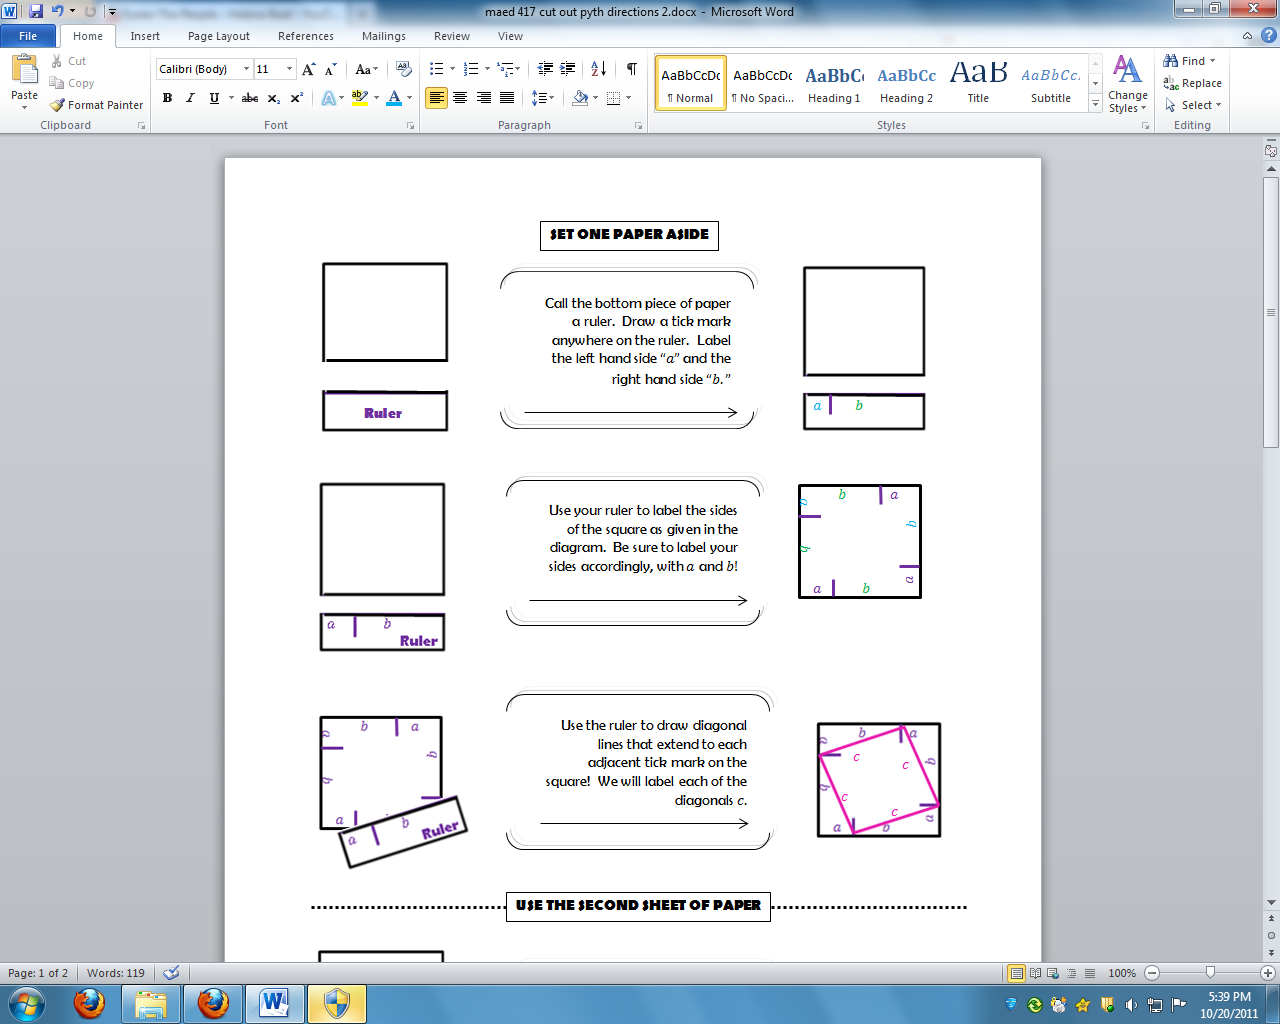 maed 417 cut out pyth directions 2.docx - Microsoft Word
File Home Insert Page Layout References Mailings Review View
Paste
Cut
Copy
Format Painter
Clipboard
Calibri (Body) 11
Font
Paragraph
AaBbCcDc AaBbCcDc AaBbCc AaBbCc AaB AaBbCc.
¶ Normal ¶ No Spaci... Heading 1 Heading 2 Title Subtitle
Change Styles
Styles
Find
Replace
Select
Editing
SET ONE PAPER ASIDE
Call the bottom piece of paper
a ruler. Draw a tick mark
anywhere on the ruler. Label
the left hand side “a” and the
right hand side “b.”
Ruler
a b
Use your ruler to label the sides
of the square as given in the
diagram. Be sure to label your
sides accordingly, with a and b!
a b
Ruler
b a
a b
b a
a b
Use the ruler to draw diagonal
lines that extend to each
adjacent tick mark on the
square! We will label each of the
diagonals c.
b a
a b
b
a
a b Ruler
b a
a c c b
b c c a
a b
USE THE SECOND SHEET OF PAPER
Page: 1 of 2 Words: 119 100%
5:39 PM
10/20/2011